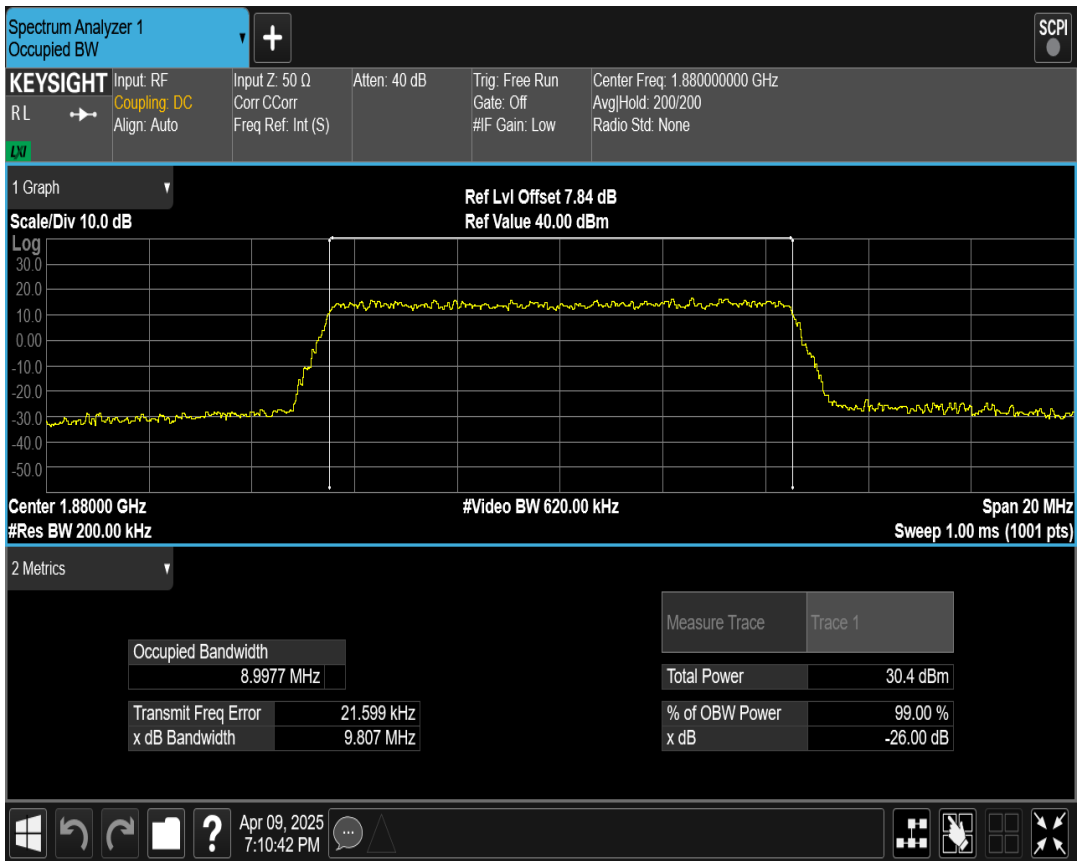 Spectrum Analyzer 1
Occupied BW
SCPI
KEYSIGHT
R L
LXI
Input: RF
Coupling: DC
Align: Auto
Input Z: 50 Ω
Corr CCorr
Freq Ref: Int (S)
Atten: 40 dB
Trig: Free Run
Gate: Off
#IF Gain: Low
Center Freq: 1.880000000 GHz
Avg|Hold: 200/200
Radio Std: None
1 Graph
Scale/Div 10.0 dB
Ref Lvl Offset 7.84 dB
Ref Value 40.00 dBm
Log
30.0
20.0
10.0
0.00
-10.0
-20.0
-30.0
-40.0
-50.0
Center 1.88000 GHz
#Res BW 200.00 kHz
#Video BW 620.00 kHz
Span 20 MHz
Sweep 1.00 ms (1001 pts)
2 Metrics
Measure Trace Trace 1
Occupied Bandwidth
8.9977 MHz
Total Power 30.4 dBm
Transmit Freq Error 21.599 kHz
x dB Bandwidth 9.807 MHz
% of OBW Power 99.00 %
x dB -26.00 dB
?
Apr 09, 2025
7:10:42 PM